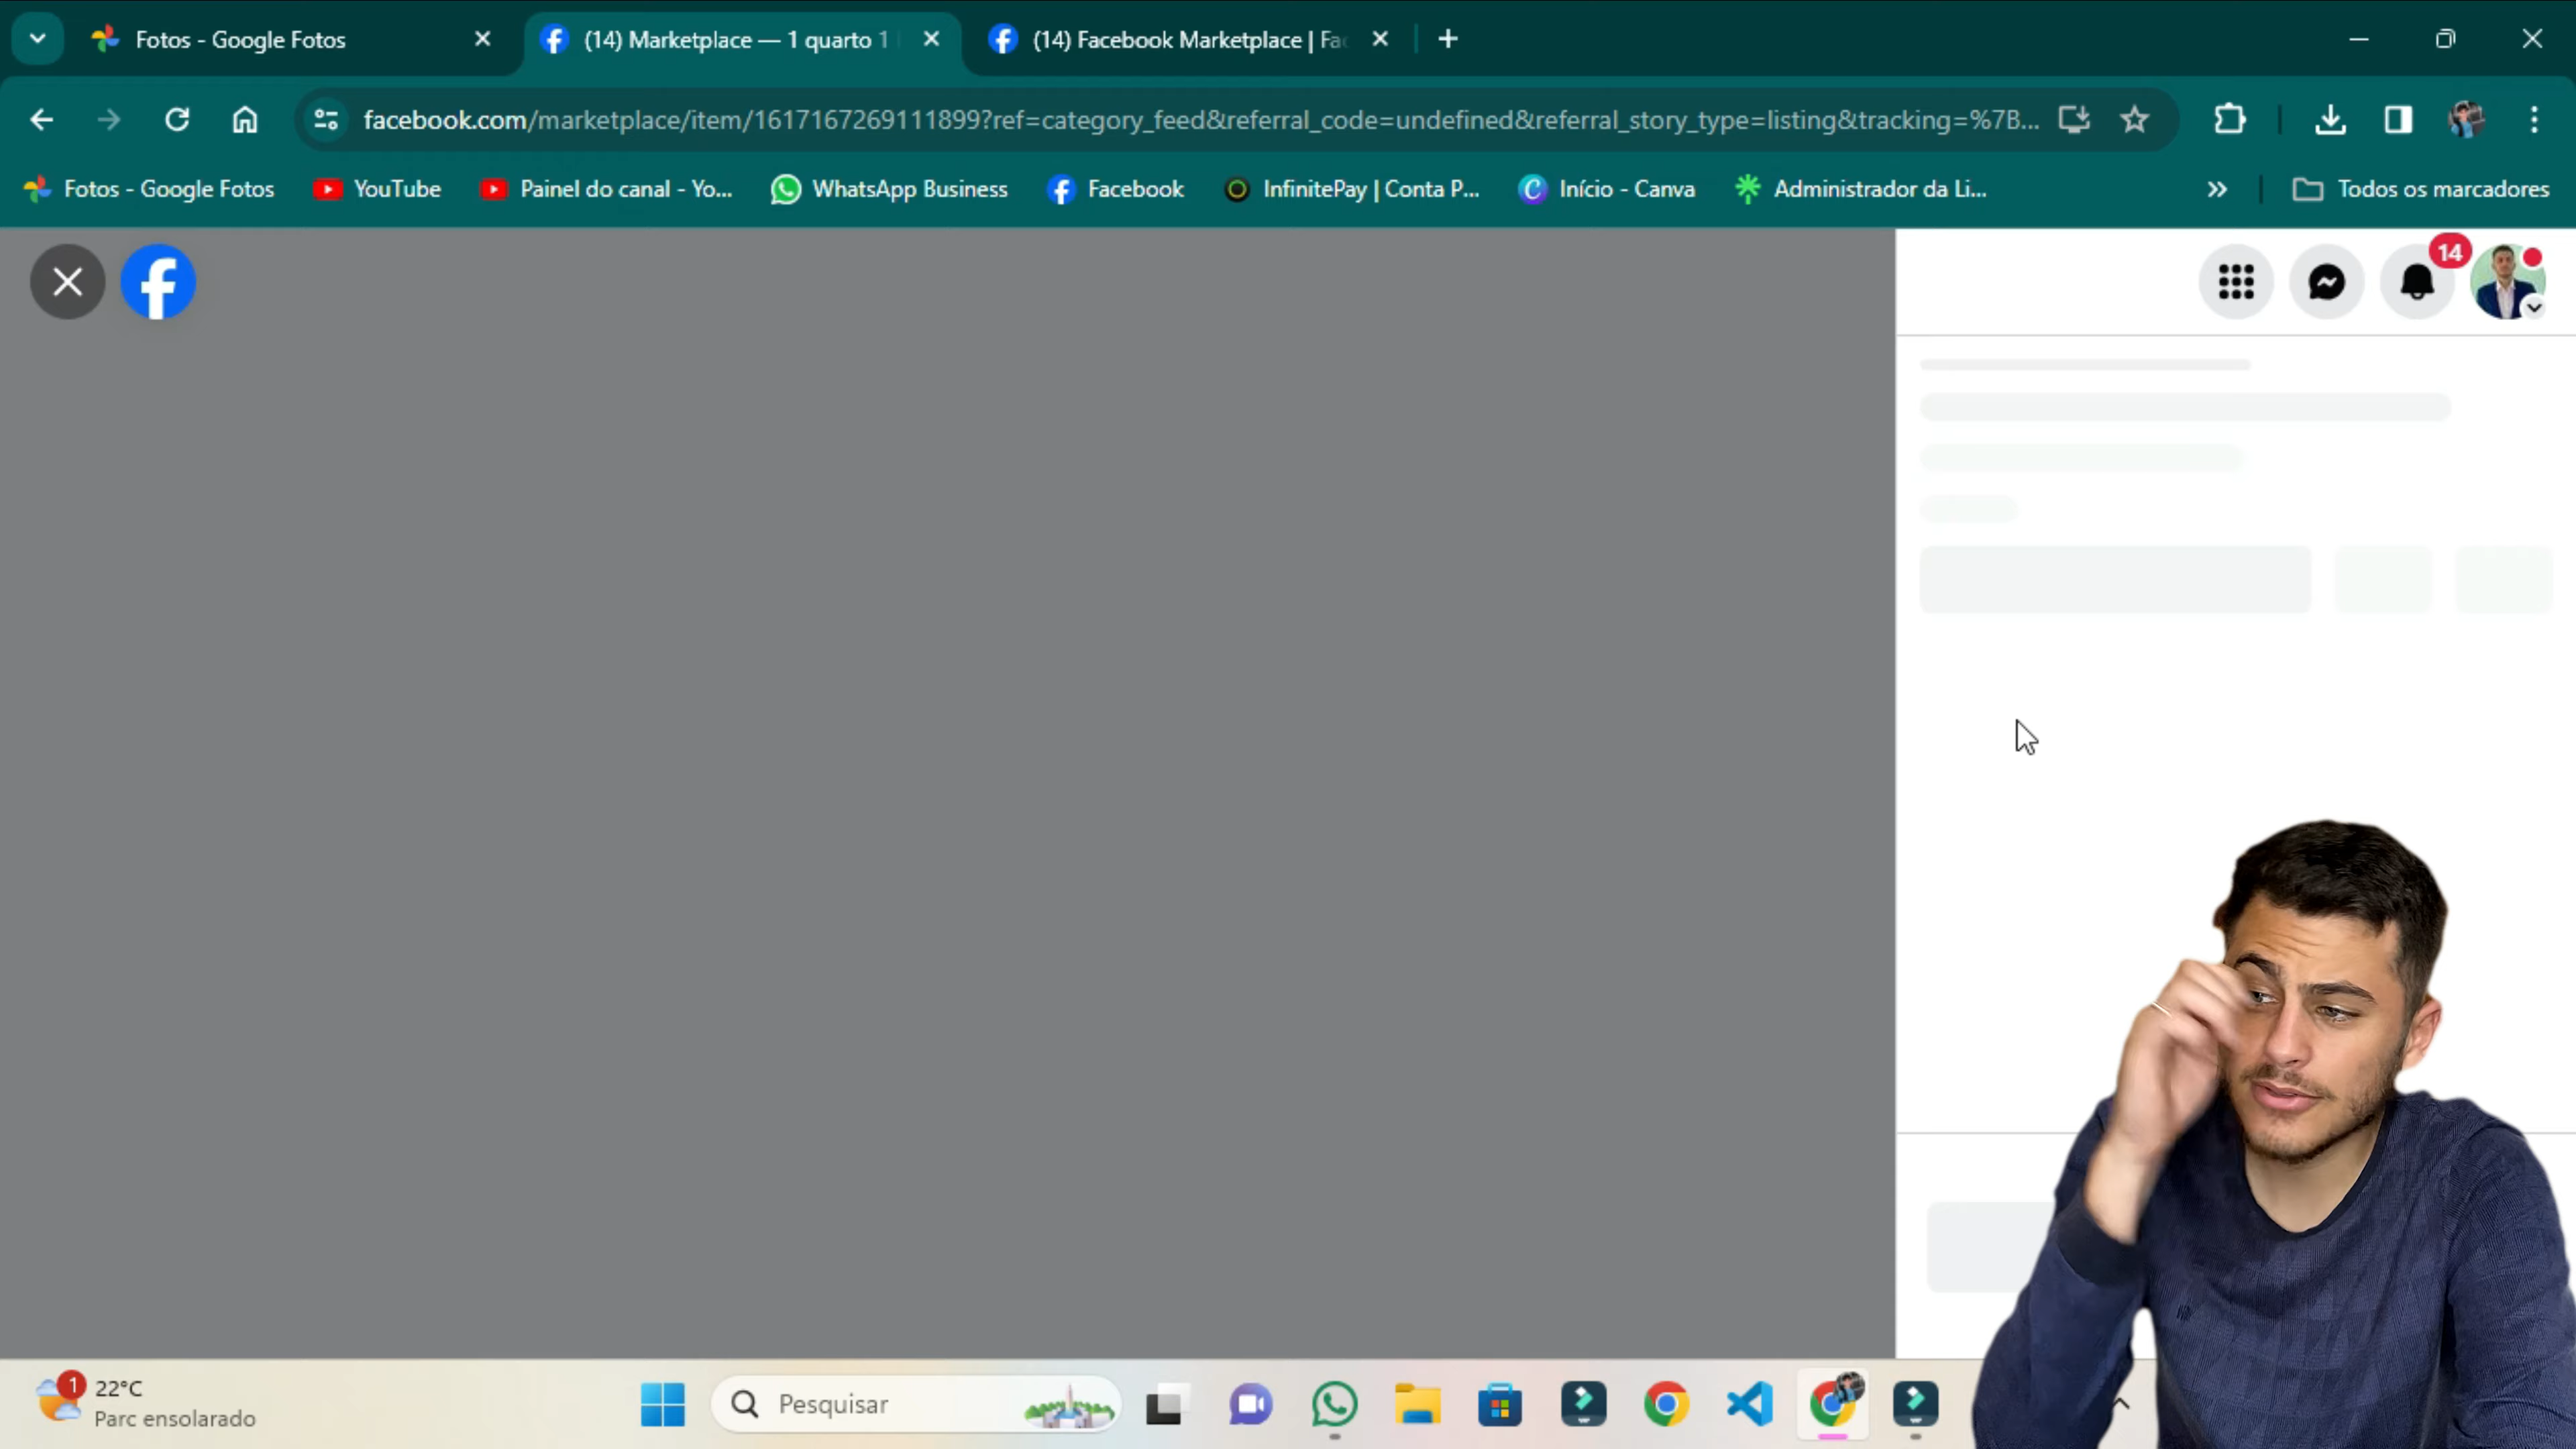 Fotos - Google Fotos
(14) Marketplace — 1 quarto 1
(14) Facebook Marketplace |
facebook.com/marketplace/item/1617167269111899?ref=category_feed&referral_code=undefined&referral_story_type=listing&tracking=%7B...
Fotos - Google Fotos
YouTube
Painel do canal - Yo...
WhatsApp Business
Facebook
InfinitePay | Conta P...
Início - Canva
Administrador da Li...
Todos os marcadores
14
1
22°C
Parc ensolarado
Pesquisar